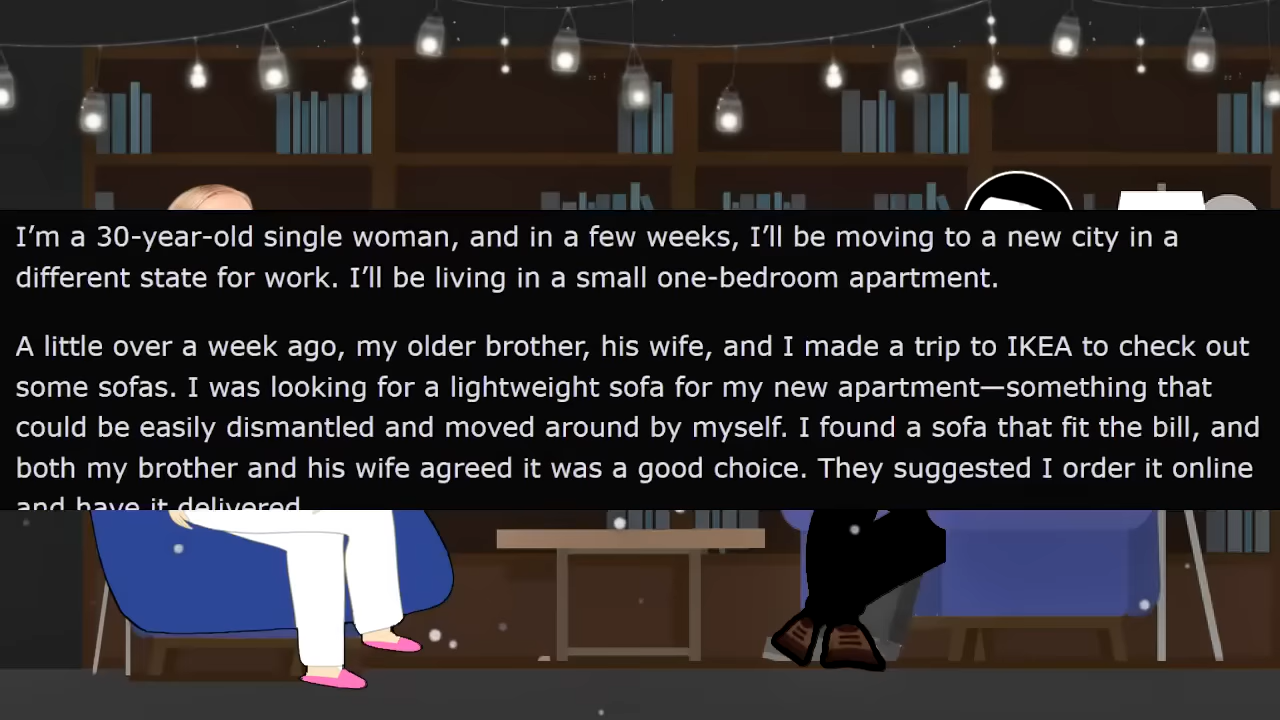 I’m a 30-year-old single woman, and in a few weeks, I’ll be moving to a new city in a
different state for work. I’ll be living in a small one-bedroom apartment.
A little over a week ago, my older brother, his wife, and I made a trip to IKEA to check out
some sofas. I was looking for a lightweight sofa for my new apartment—something that
could be easily dismantled and moved around by myself. I found a sofa that fit the bill, and
both my brother and his wife agreed it was a good choice. They suggested I order it online
and have it delivered